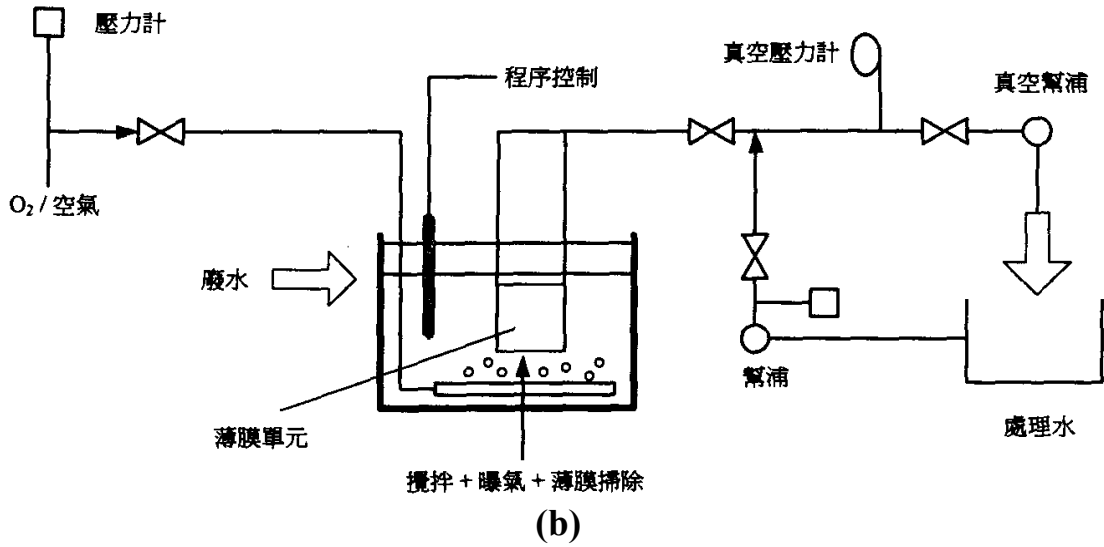 壓力計
程序控制
真空壓力計
真空幫浦
O₂ / 空氣
廢水
幫浦
薄膜單元
處理水
攪拌 + 曝氣 + 薄膜掃除
(b)